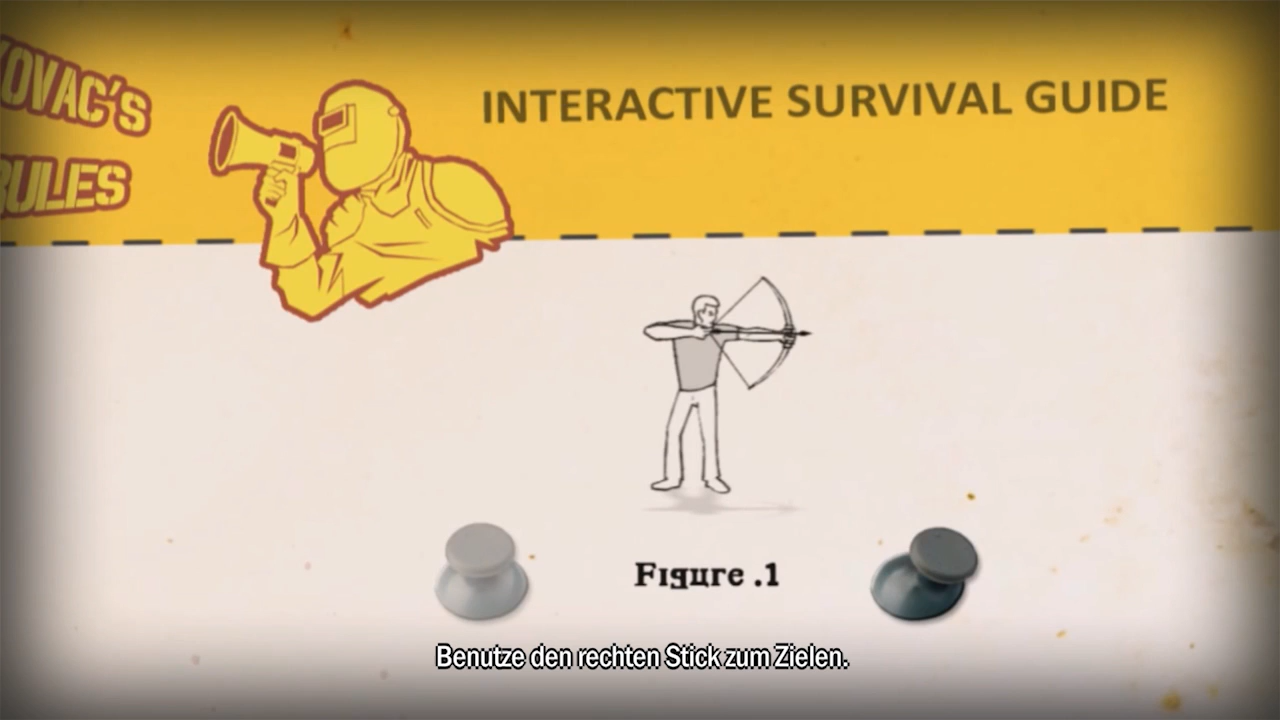 OVAC's
RULES
INTERACTIVE SURVIVAL GUIDE
Figure .1
Benutze den rechten Stick zum Zielen.